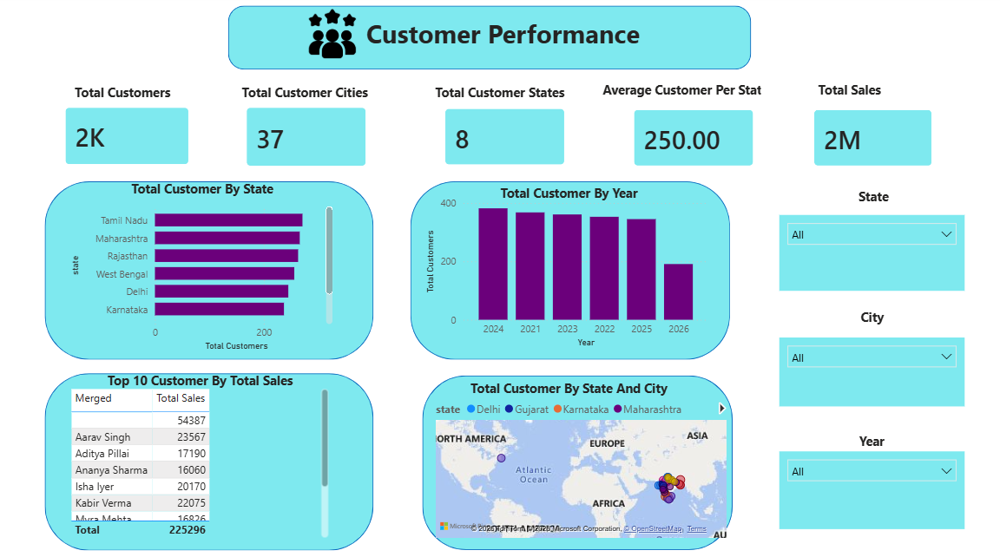 Customer Performance
Total Customers
Total Customer Cities
Total Customer States
Average Customer Per Stat
Total Sales
2K
37
8
250.00
2M
Total Customer By State
state
Tamil Nadu
Maharashtra
Rajasthan
West Bengal
Delhi
Karnataka
0
200
Total Customers
Total Customer By Year
Total Customers
400
200
0
2024
2021
2023
2022
2025
2026
Year
State
All
City
All
Year
All
Top 10 Customer By Total Sales
Merged Total Sales
54387
Aarav Singh 23567
Aditya Pillai 17190
Ananya Sharma 16060
Isha Iyer 20170
Kabir Verma 22075
Myra Mehta 16826
Total 225296
Total Customer By State And City
state Delhi Gujarat Karnataka Maharashtra
ORTH AMERICA
EUROPE
ASIA
Atlantic
Ocean
AFRICA
Microsoft
© 2026 TomTom, © 2026 Microsoft Corporation, © OpenStreetMap Terms
AU